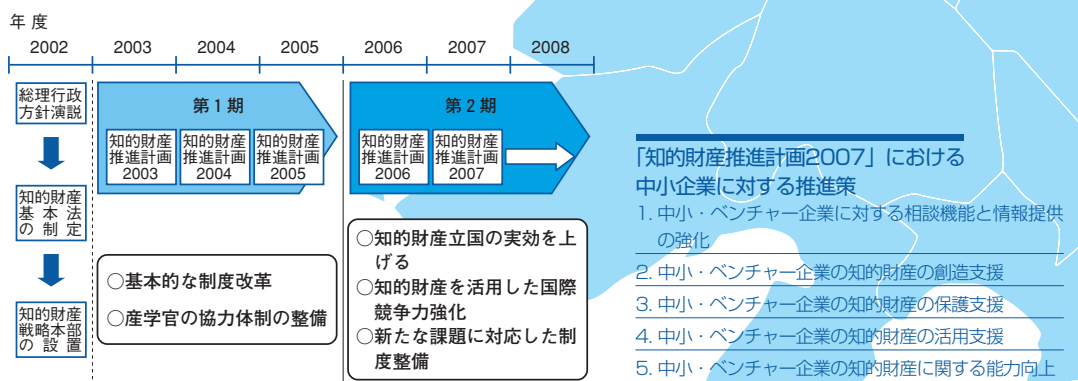 年度
2002 2003 2004 2005 2006 2007 2008
総理行政
方針演説
知的財産
基本法
の制定
知的財産
戦略本部
の設置
第1期
知的財産
推進計画
2003
知的財産
推進計画
2004
知的財産
推進計画
2005
○基本的な制度改革
○産学官の協力体制の整備
第2期
知的財産
推進計画
2006
知的財産
推進計画
2007
○知的財産立国の実効を上
げる
○知的財産を活用した国際
競争力強化
○新たな課題に対応した制
度整備
「知的財産推進計画2007」における
中小企業に対する推進策
1. 中小・ベンチャー企業に対する相談機能と情報提供
の強化
2. 中小・ベンチャー企業の知的財産の創造支援
3. 中小・ベンチャー企業の知的財産の保護支援
4. 中小・ベンチャー企業の知的財産の活用支援
5. 中小・ベンチャー企業の知的財産に関する能力向上